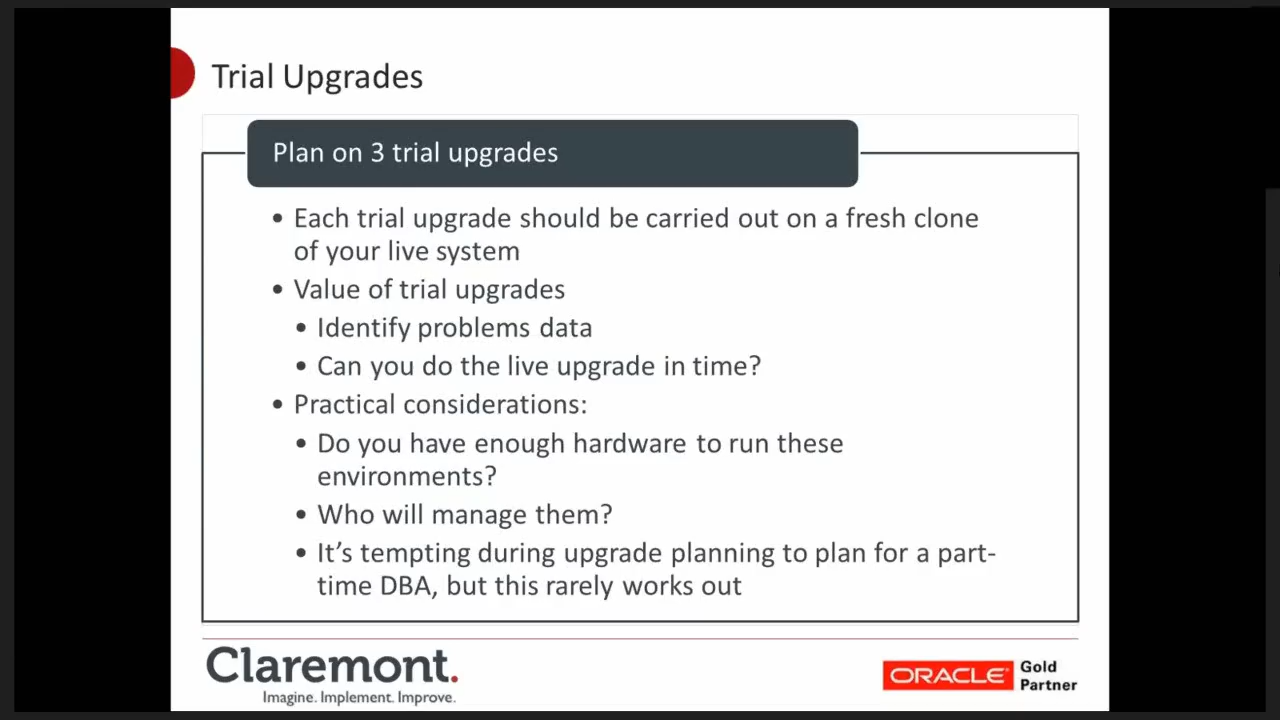 Trial Upgrades
Plan on 3 trial upgrades
• Each trial upgrade should be carried out on a fresh clone
of your live system
• Value of trial upgrades
• Identify problems data
• Can you do the live upgrade in time?
• Practical considerations:
• Do you have enough hardware to run these
environments?
• Who will manage them?
• It's tempting during upgrade planning to plan for a part-
time DBA, but this rarely works out
Claremont.
Imagine. Implement. Improve.
ORACLE®
Gold
Partner